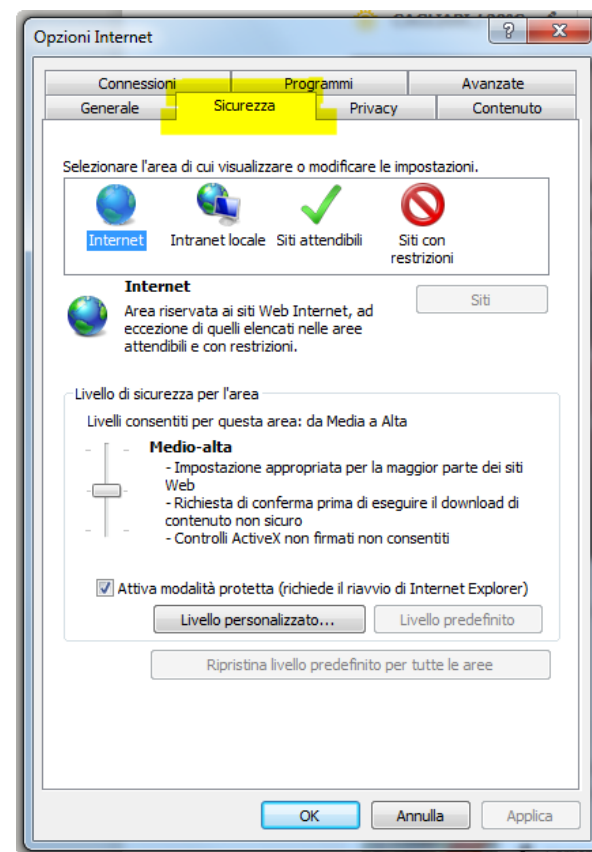 Opzioni Internet
?
X
Connessioni
Programmi
Avanzate
Generale
Sicurezza
Privacy
Contenuto
Selezionare l'area di cui visualizzare o modificare le impostazioni.
Internet
Intranet locale
Siti attendibili
Siti con
restrizioni
Internet
Area riservata ai siti Web Internet, ad
eccezione di quelli elencati nelle aree
attendibili e con restrizioni.
Siti
Livello di sicurezza per l'area
Livelli consentiti per questa area: da Media a Alta
Medio-alta
- Impostazione appropriata per la maggior parte dei siti
Web
- Richiesta di conferma prima di eseguire il download di
contenuto non sicuro
- Controlli ActiveX non firmati non consentiti
Attiva modalità protetta (richiede il riavvio di Internet Explorer)
Livello personalizzato...
Livello predefinito
Ripristina livello predefinito per tutte le aree
OK
Annulla
Applica